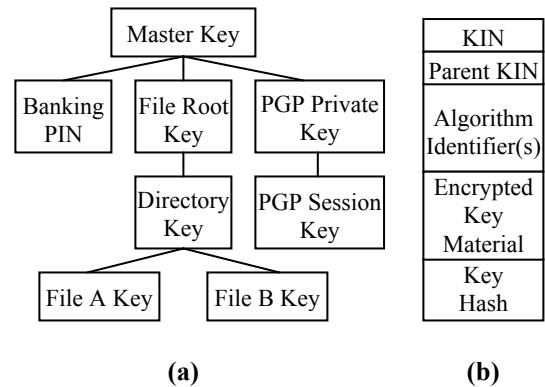 Master Key
Banking
PIN
File Root
Key
PGP Private
Key
Directory
Key
PGP Session
Key
File A Key
File B Key
(a)
KIN
Parent KIN
Algorithm
Identifier(s)
Encrypted
Key
Material
Key
Hash
(b)